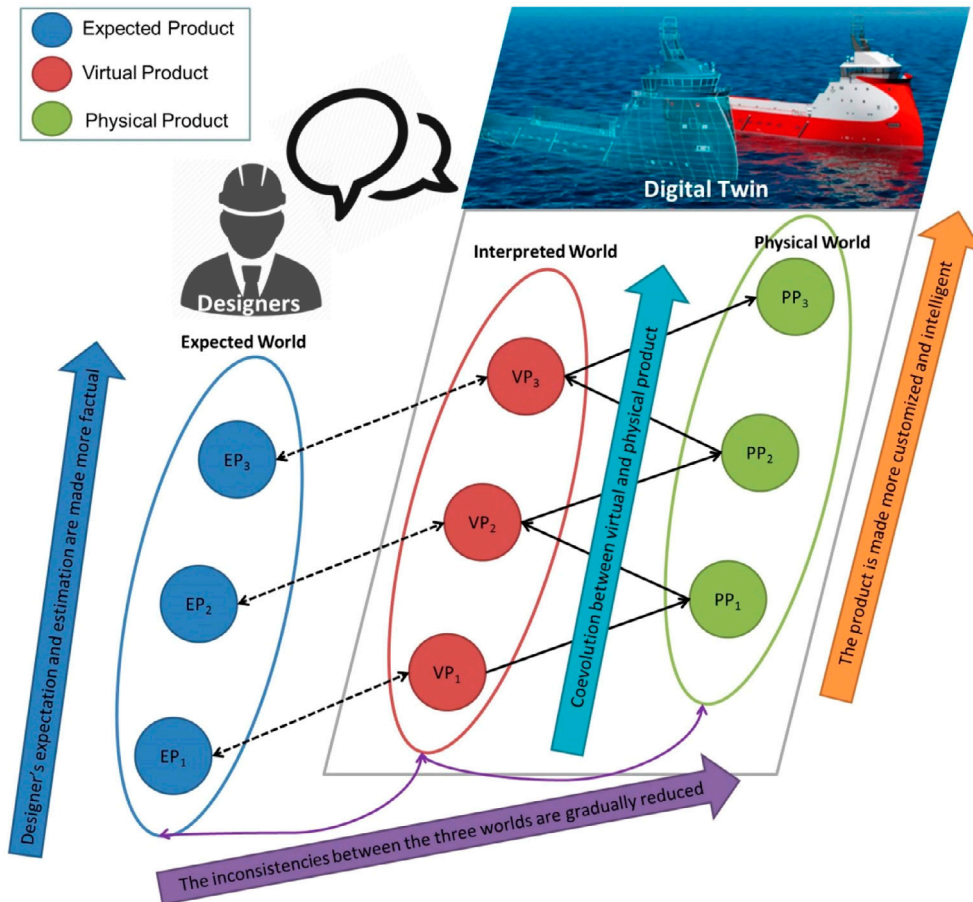 Expected Product
Virtual Product
Physical Product
Digital Twin
Designers
Expected World
Interpreted World
Physical World
EP₃
EP₂
EP₁
VP₃
VP₂
VP₁
PP₃
PP₂
PP₁
Designer's expectation and estimation are made more factual
Coevolution between virtual and physical product
The product is made more customized and intelligent
The inconsistencies between the three worlds are gradually reduced